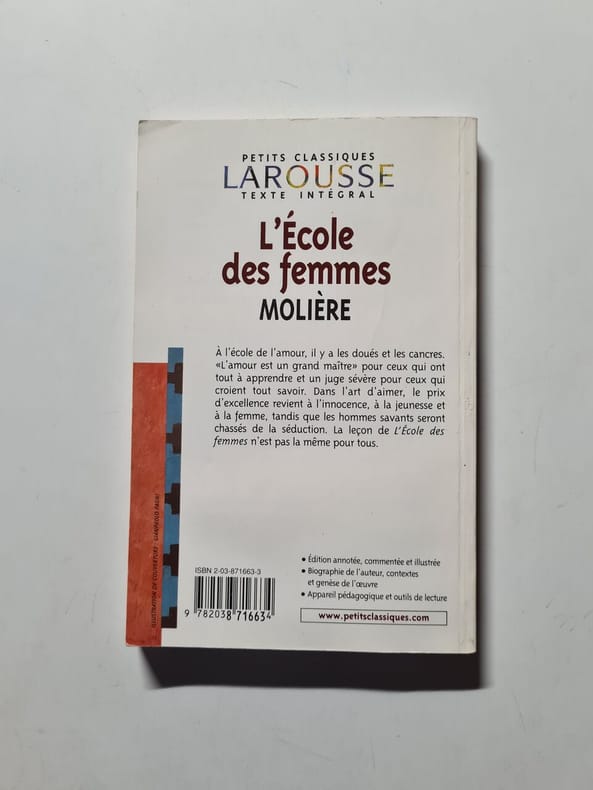 PETITS CLASSIQUES
LAROUSSE
TEXTE INTÉGRAL
L'École
des femmes
MOLIÈRE
À l'école de l'amour, il y a les doués et les cancres.
«L'amour est un grand maître» pour ceux qui ont
tout à apprendre et un juge sévère pour ceux qui
croient tout savoir. Dans l'art d'aimer, le prix
d'excellence revient à l'innocence, à la jeunesse et
à la femme, tandis que les hommes savants seront
chassés de la séduction. La leçon de L'École des
femmes n'est pas la même pour tous.
ISBN 2-03-871663-3
9 782038 716634
• Édition annotée, commentée et illustrée
• Biographie de l'auteur, contextes
et genèse de l'œuvre
• Appareil pédagogique et outils de lecture
www.petitsclassiques.com
ILLUSTRATION DE COUVERTURE : GIANPAOLO PAGNI